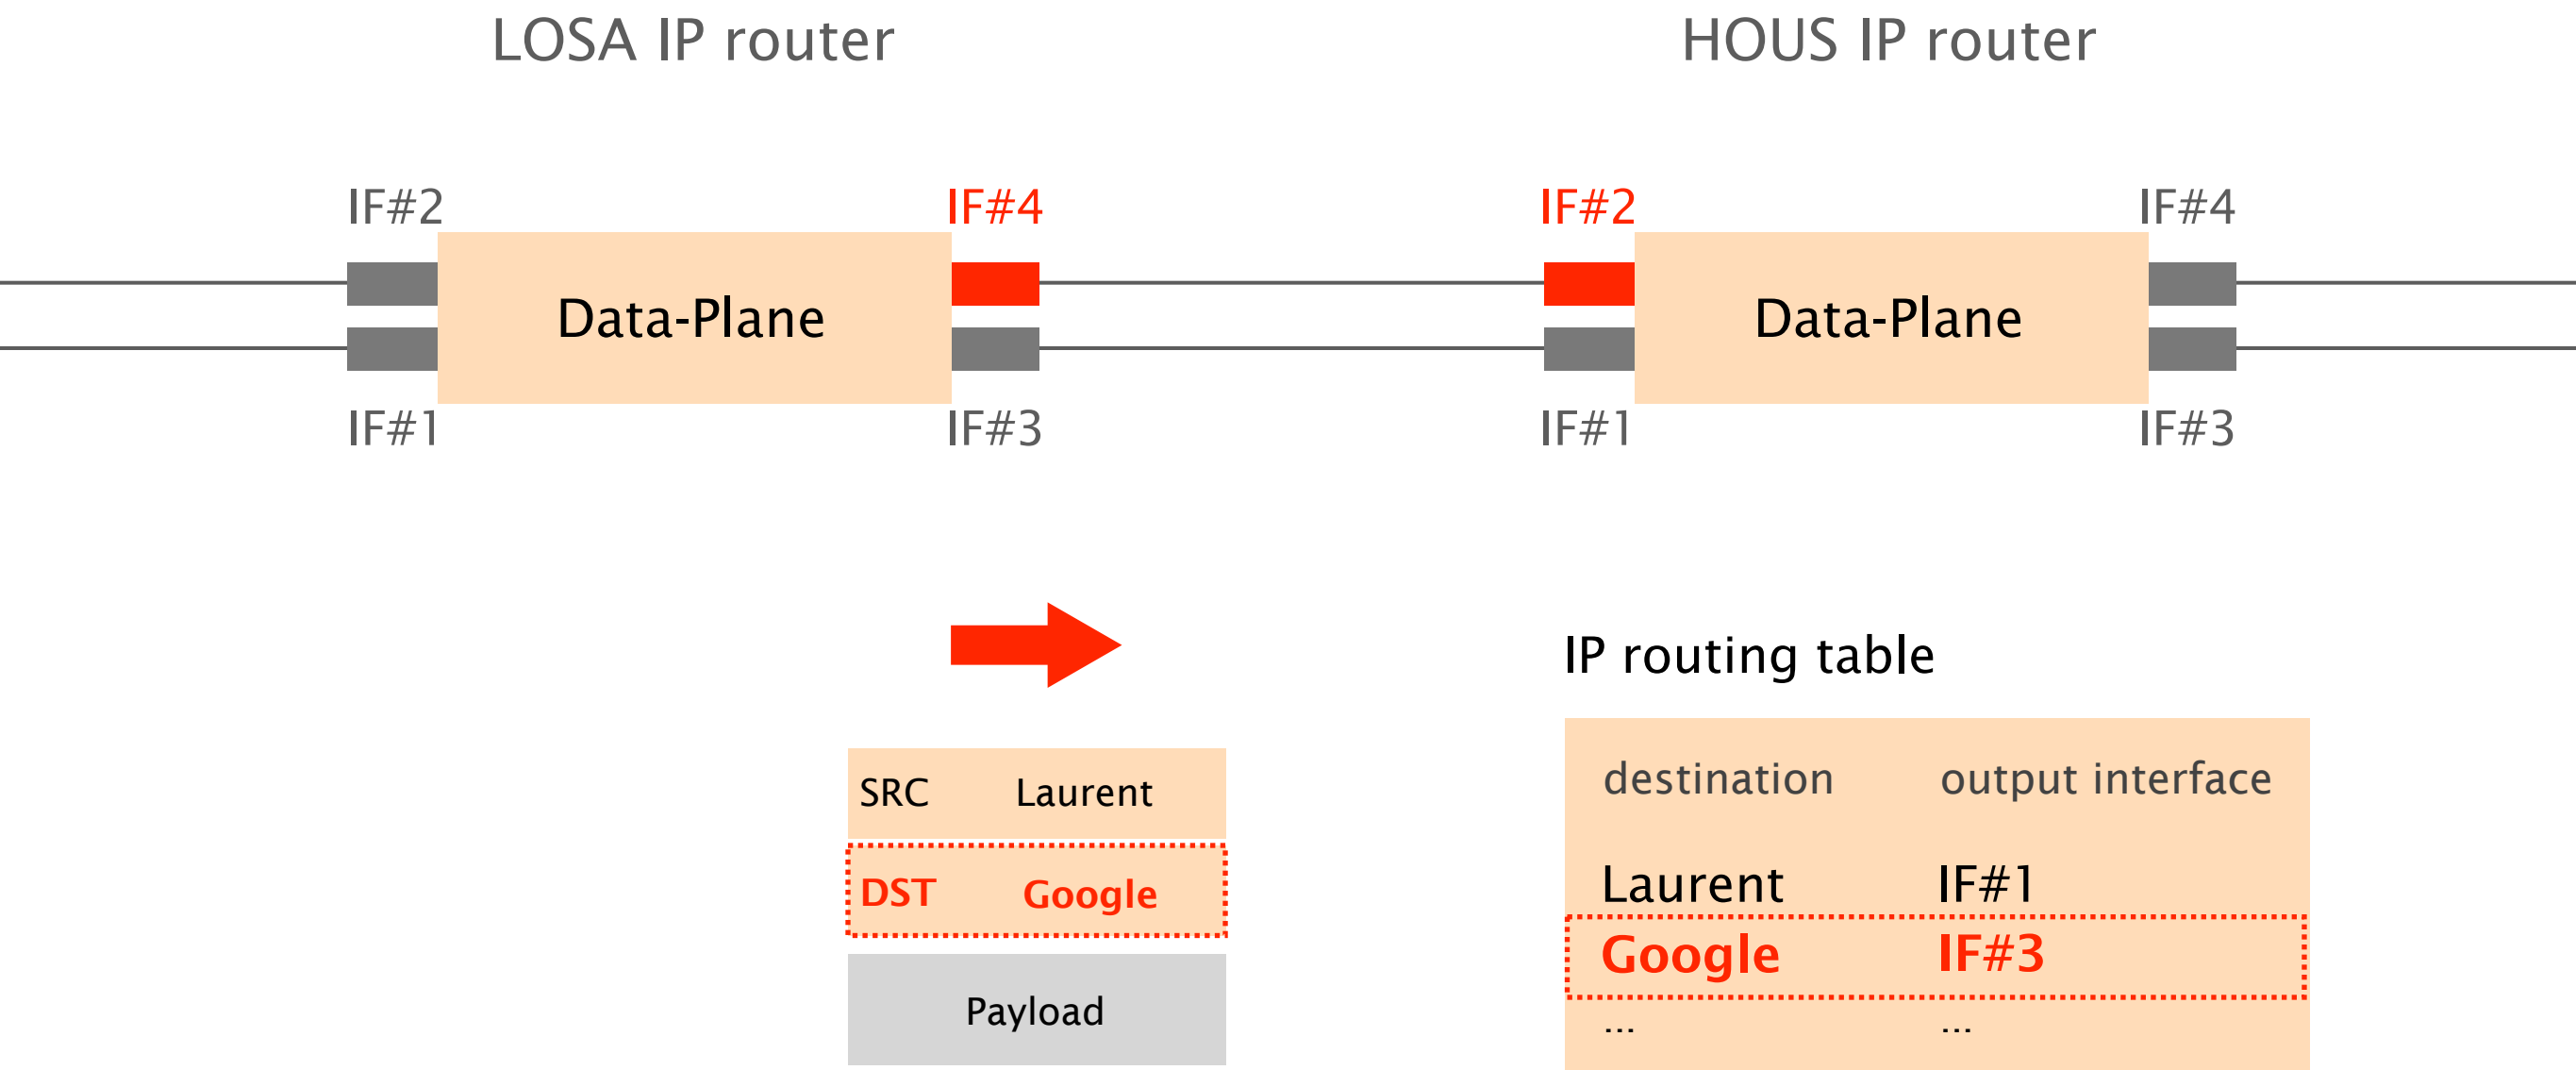 LOSA IP router
HOUS IP router
IF#2
IF#4
IF#2
IF#4
Data-Plane
Data-Plane
IF#1
IF#3
IF#1
IF#3
SRC Laurent
DST Google
Payload
IP routing table
destination output interface
Laurent IF#1
Google IF#3
... ...